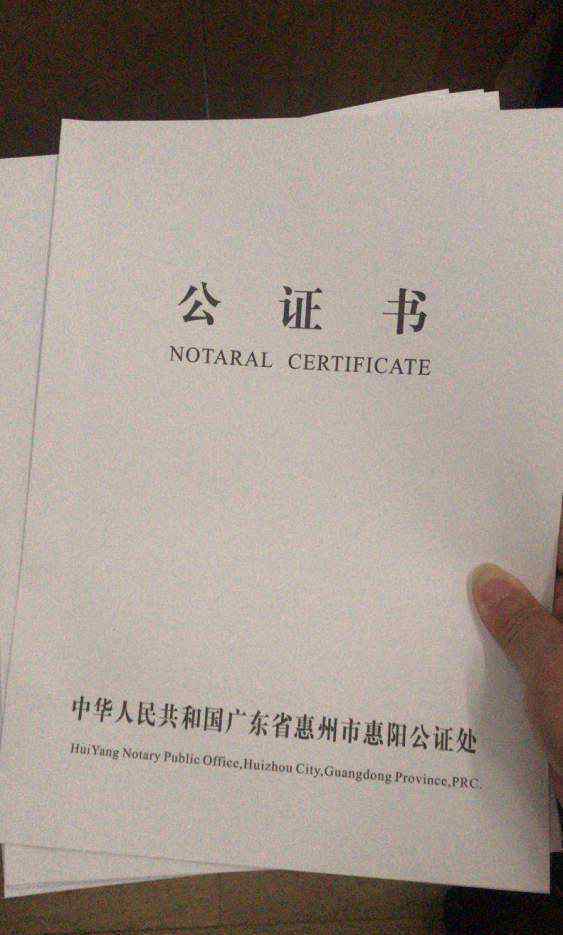 公 证 书
NOTARAL CERTIFICATE
中华人民共和国广东省惠州市惠阳公证处
HuiYang Notary Public Office,Huizhou City,Guangdong Province,PRC.